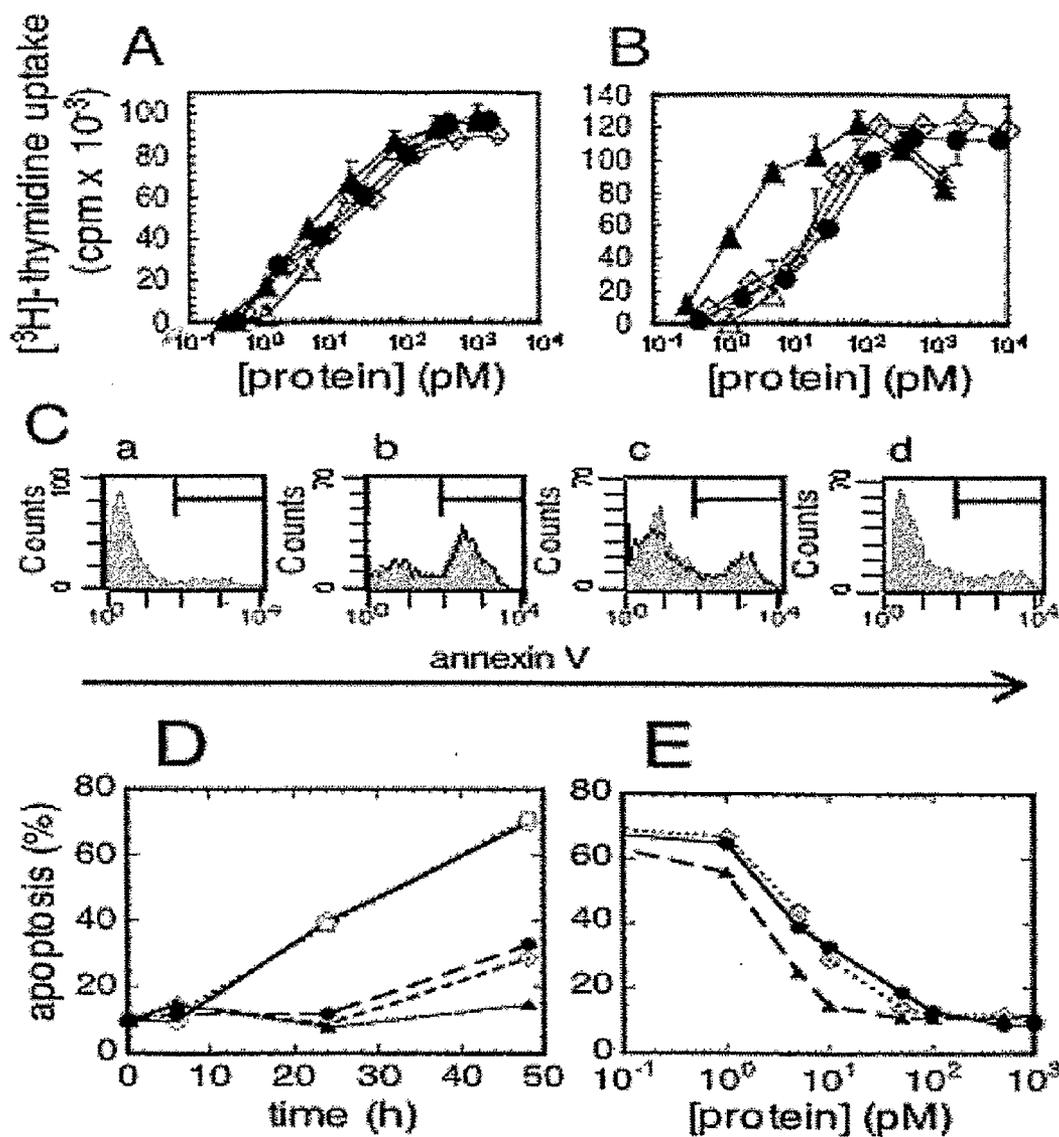 A
B
[³H]-thymidine uptake
(cpm x 10⁻³)
100
80
60
40
20
0
10⁻¹ 10⁰ 10¹ 10² 10³ 10⁴
[protein] (pM)
140
120
100
80
60
40
20
0
10⁻¹ 10⁰ 10¹ 10² 10³ 10⁴
[protein] (pM)
C
a
b
c
d
Counts
100
0
10⁰
Counts
70
0
10⁰ 10⁴
Counts
70
0
10⁰ 10⁴
Counts
70
0
10⁰ 10⁴
annexin V
D
E
apoptosis (%)
80
60
40
20
0
0 10 20 30 40 50
time (h)
80
60
40
20
0
10⁻¹ 10⁰ 10¹ 10² 10³
[protein] (pM)